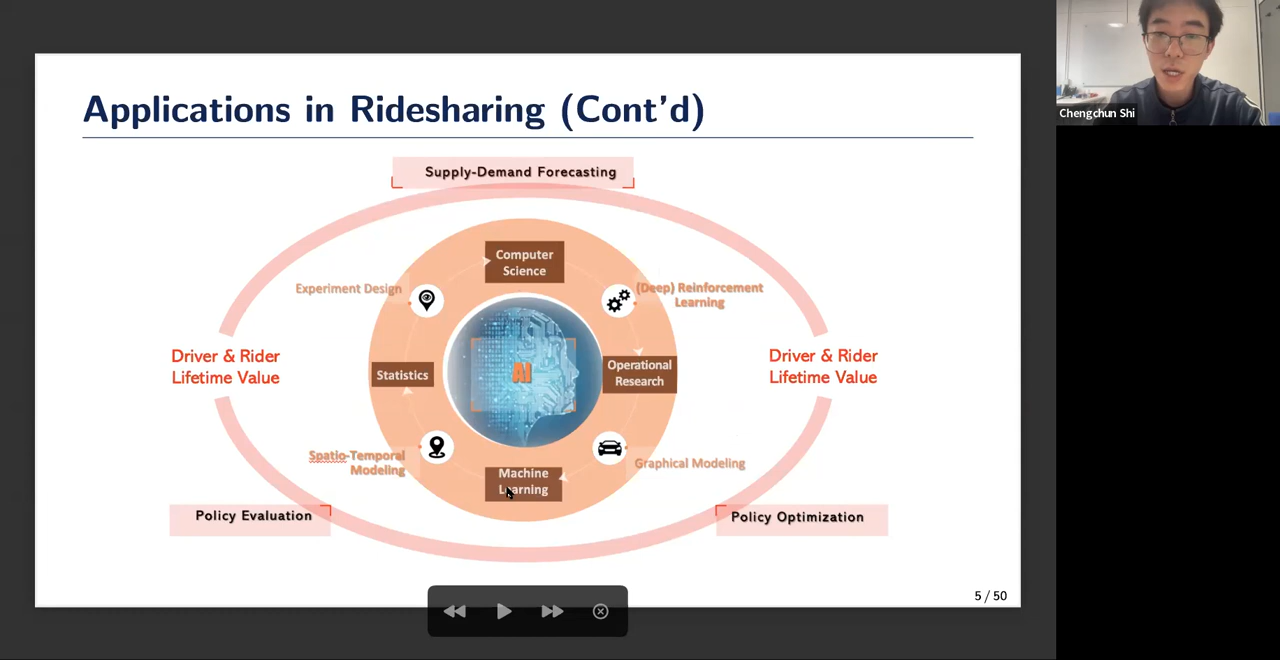 Applications in Ridesharing (Cont'd)
Chengchun Shi
Supply-Demand Forecasting
Computer
Science
Experiment Design
(Deep) Reinforcement
Learning
Driver & Rider
Lifetime Value
Statistics
AI
Operational
Research
Driver & Rider
Lifetime Value
Spatio-Temporal
Modeling
Machine
Learning
Graphical Modeling
Policy Evaluation
Policy Optimization
5 / 50